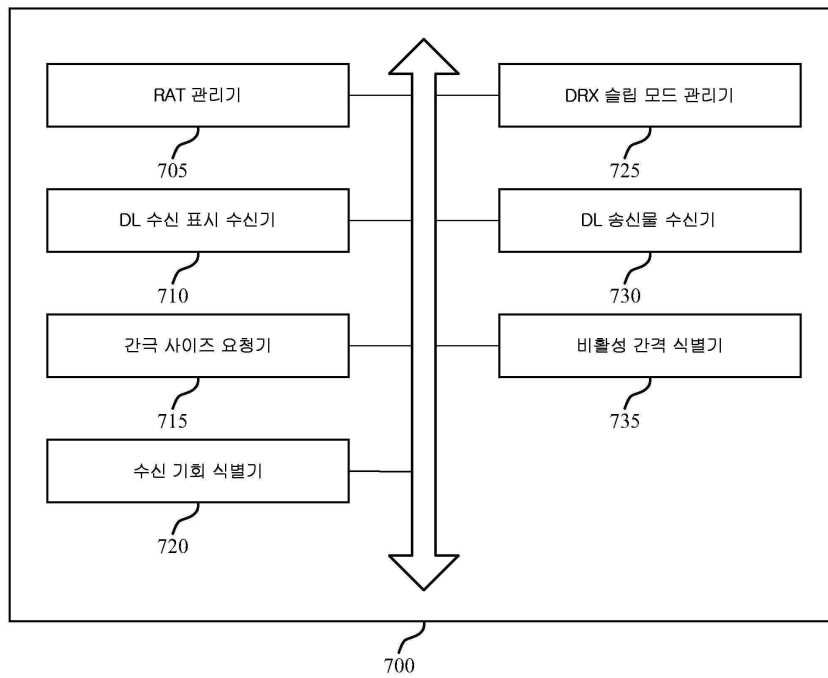 RAT 관리기
705
DRX 슬립 모드 관리기
725
DL 수신 표시 수신기
710
DL 송신물 수신기
730
간극 사이즈 요청기
715
비활성 간격 식별기
735
수신 기회 식별기
720
700